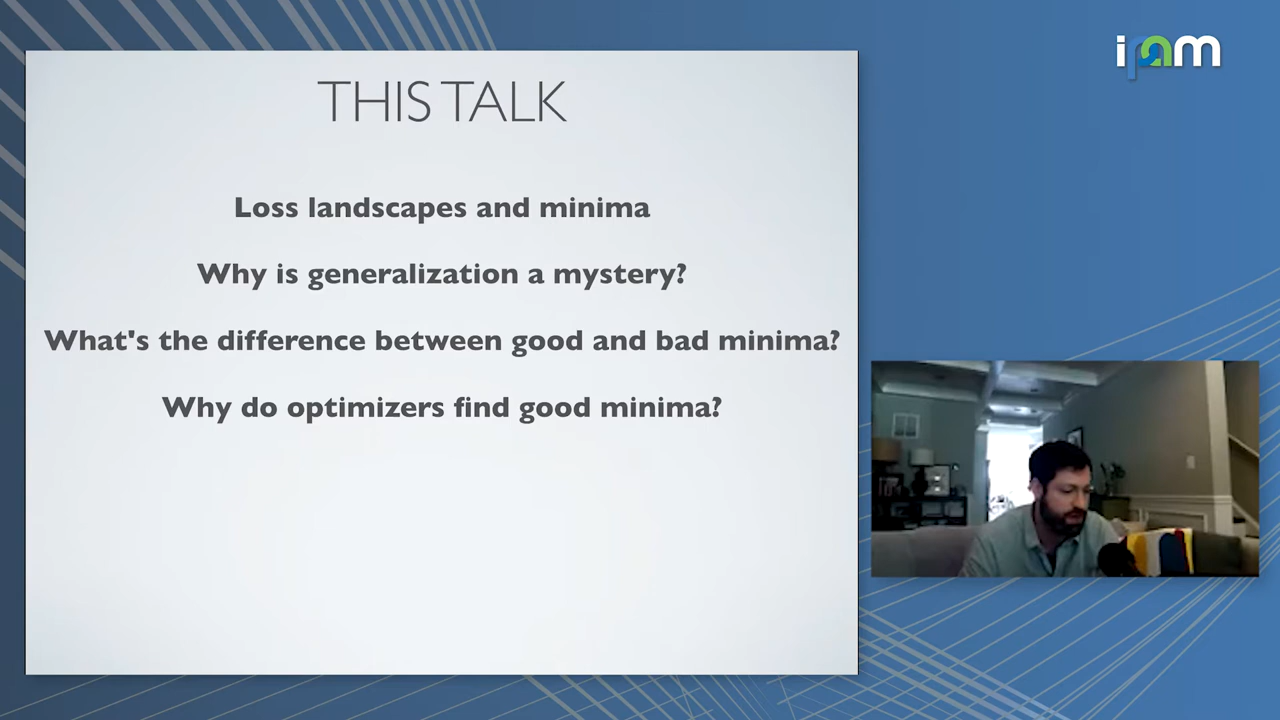 THIS TALK
Loss landscapes and minima
Why is generalization a mystery?
What's the difference between good and bad minima?
Why do optimizers find good minima?
ipam